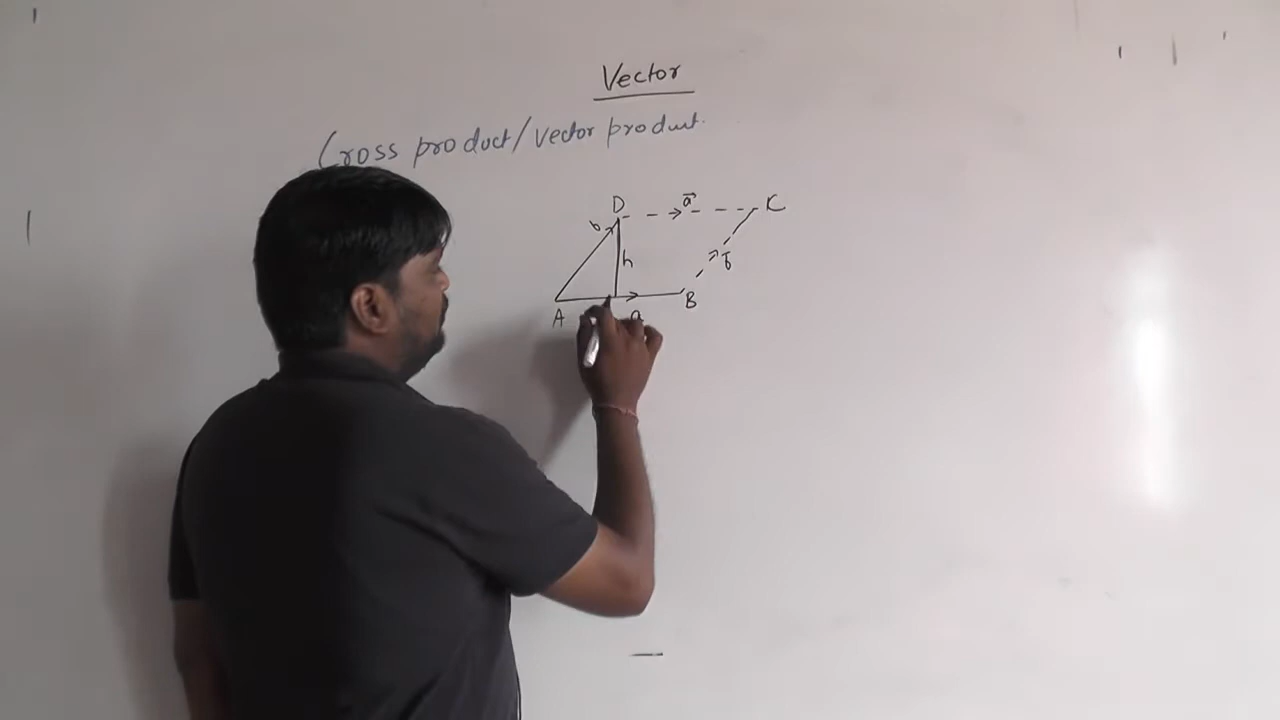 Vector
Cross product/vector product.
D
a⃗
C
b
h
b
A
a
B